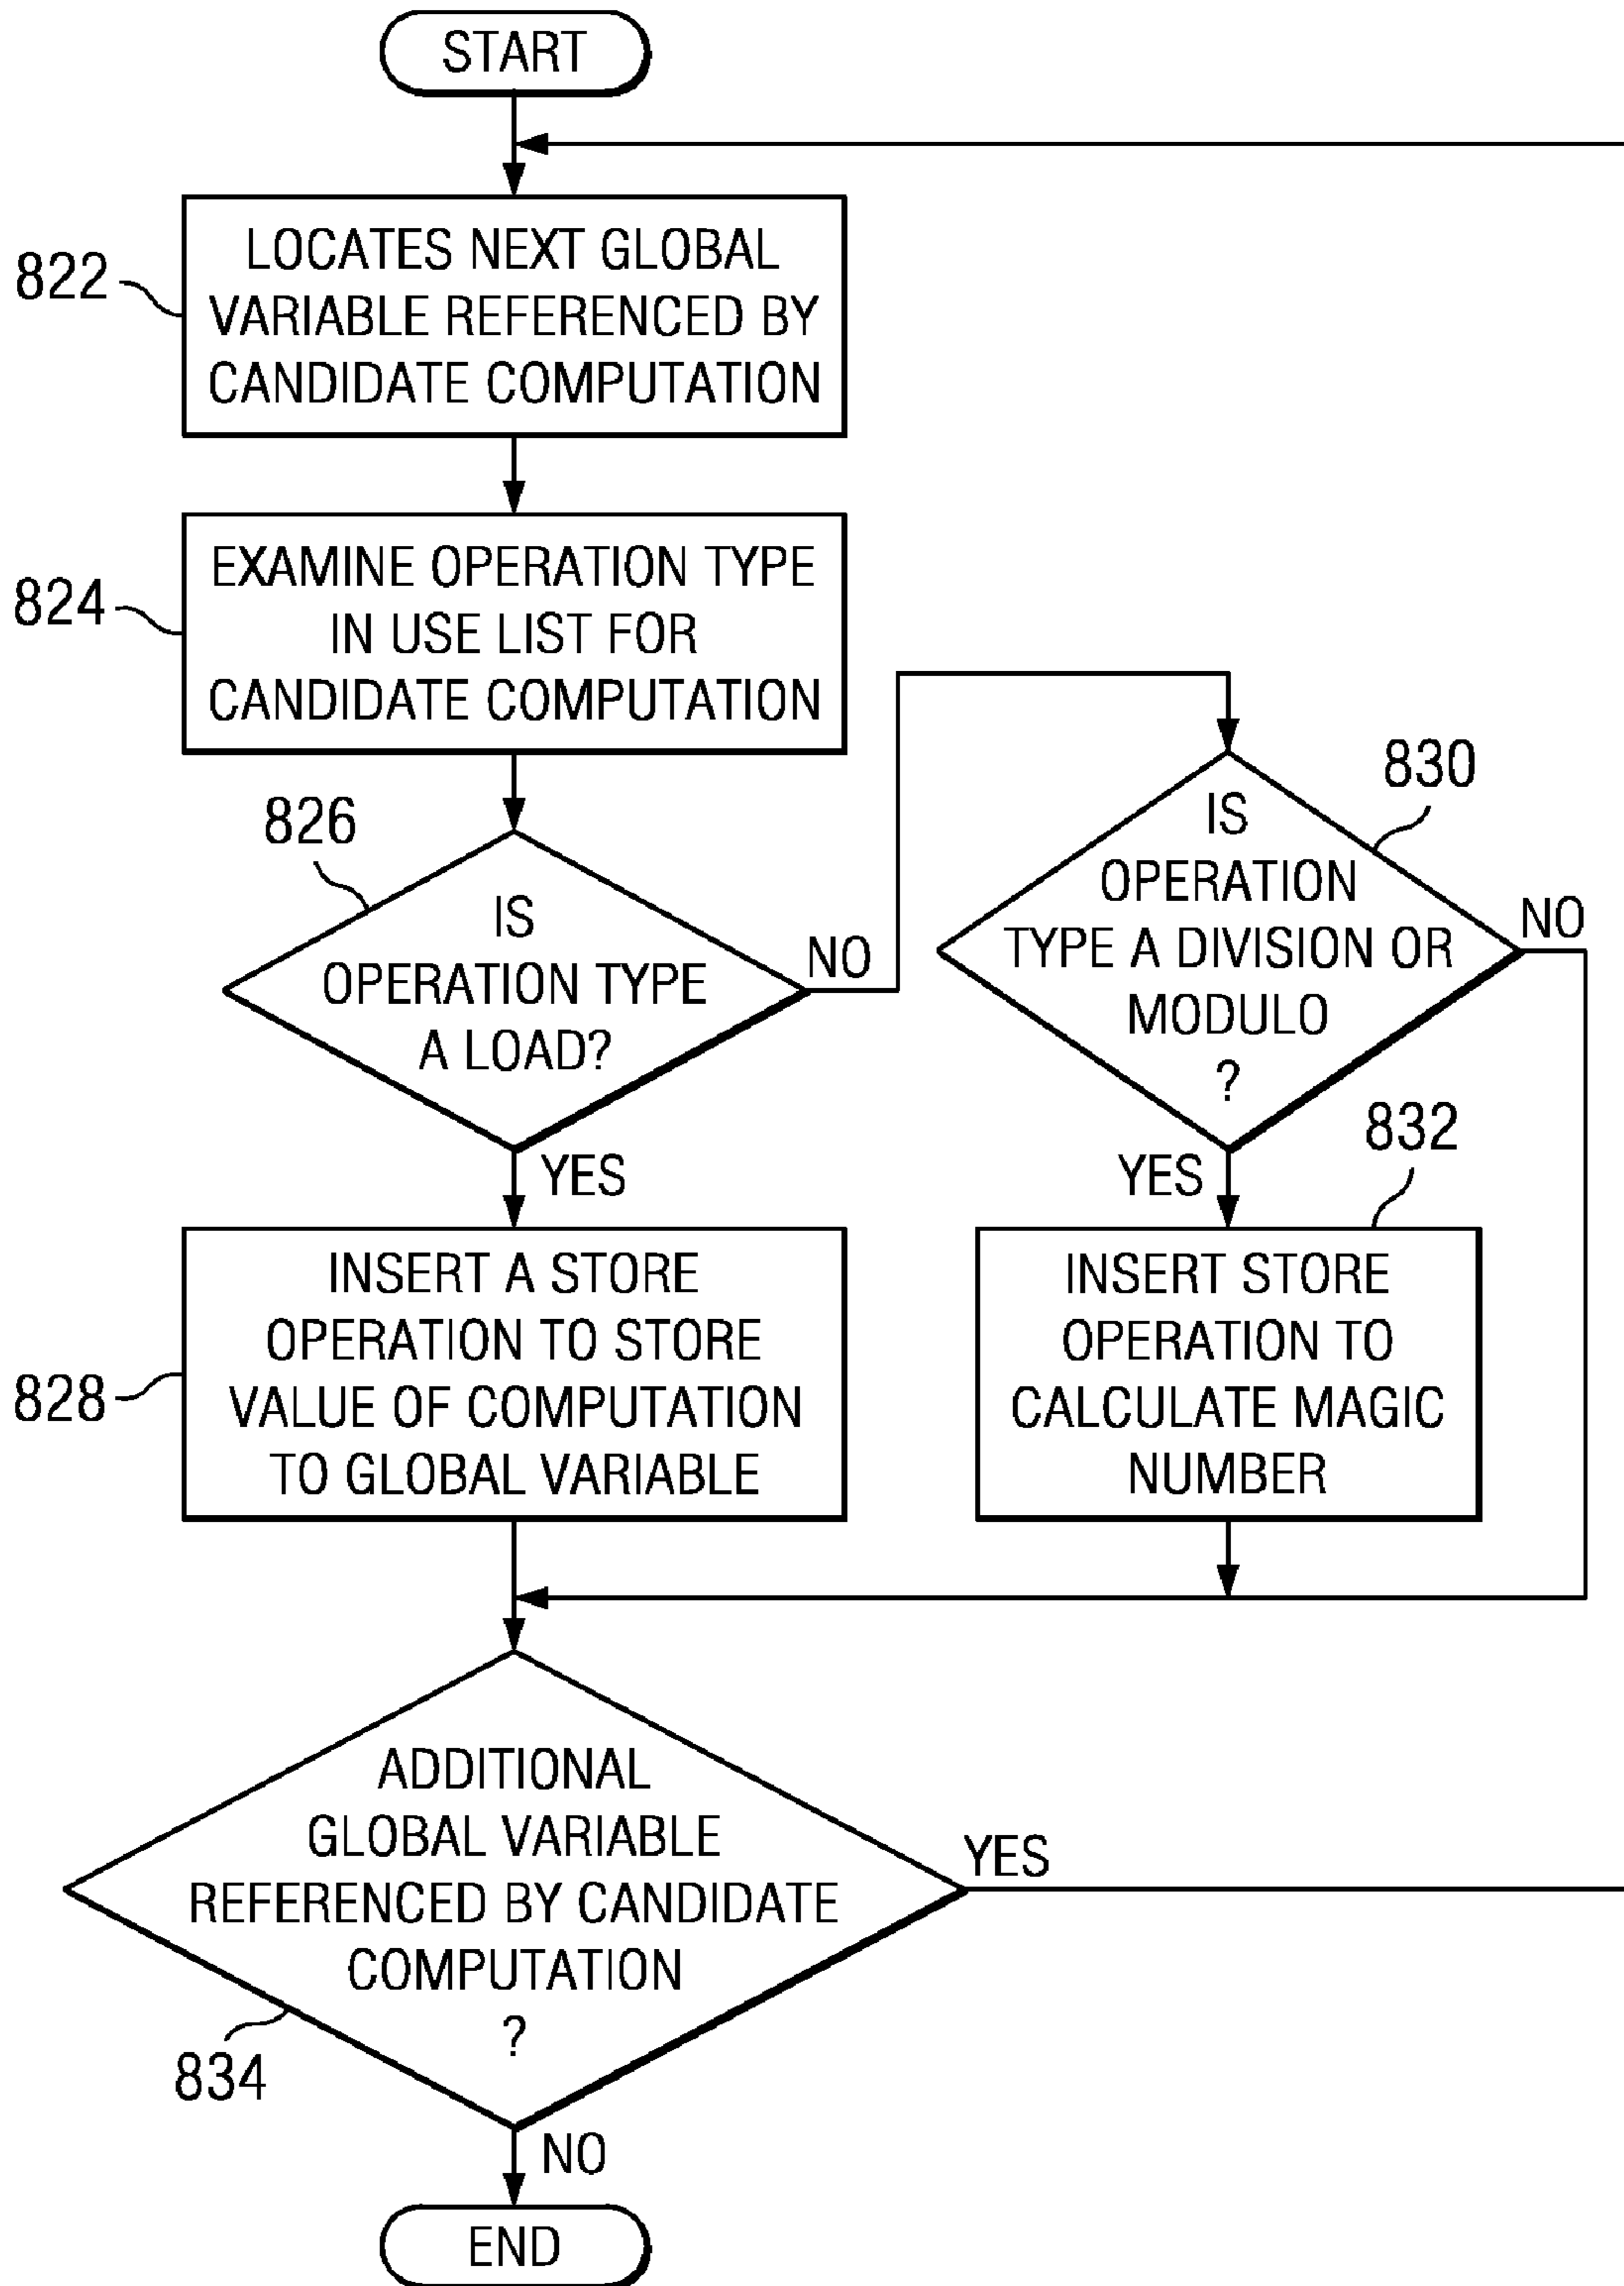 START
822
LOCATES NEXT GLOBAL
VARIABLE REFERENCED BY
CANDIDATE COMPUTATION
824
EXAMINE OPERATION TYPE
IN USE LIST FOR
CANDIDATE COMPUTATION
826
IS
OPERATION TYPE
A LOAD?
NO
YES
830
IS
OPERATION
TYPE A DIVISION OR
MODULO
?
NO
YES
828
INSERT A STORE
OPERATION TO STORE
VALUE OF COMPUTATION
TO GLOBAL VARIABLE
832
INSERT STORE
OPERATION TO
CALCULATE MAGIC
NUMBER
ADDITIONAL
GLOBAL VARIABLE
REFERENCED BY CANDIDATE
COMPUTATION
?
YES
834
NO
END